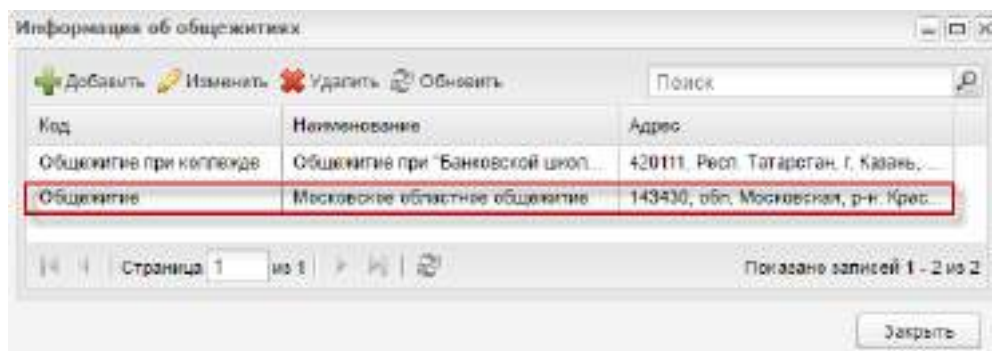 Информация об общежитиях
Добавить Изменить Удалить Обновить Поиск
Код Наименование Адрес
Общежитие при колледже Общежитие при "Банковской школ... 420111, Респ. Татарстан, г. Казань, ...
Общежитие Московское областное общежитие 143430, обл. Московская, р-н. Крас...
Страница 1 из 1 Показано записей 1 - 2 из 2
Закрыть